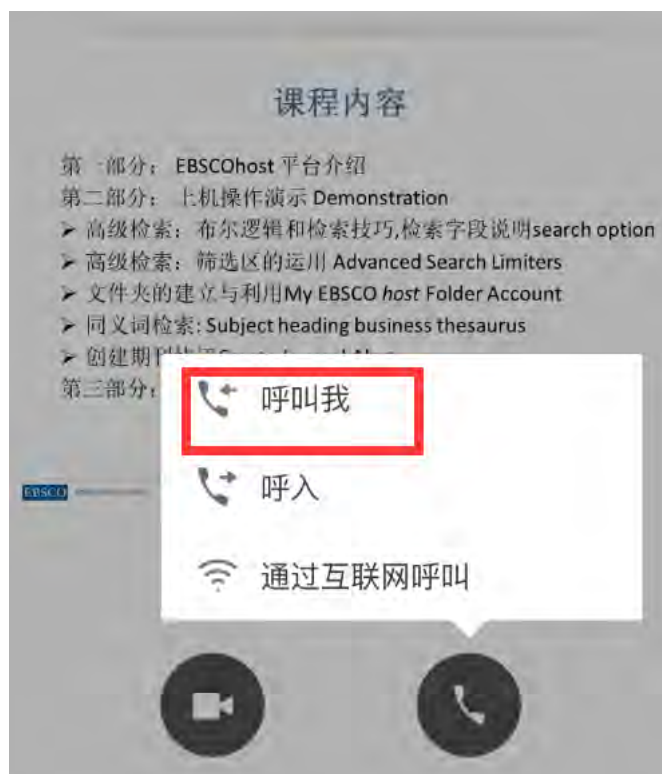 课程内容
第一部分： EBSCOhost 平台介绍
第二部分： 上机操作演示 Demonstration
➢ 高级检索：布尔逻辑和检索技巧,检索字段说明search option
➢ 高级检索：筛选区的运用 Advanced Search Limiters
➢ 文件夹的建立与利用My EBSCO host Folder Account
➢ 同义词检索: Subject heading business thesaurus
➢ 创建期刊
第三部分：
呼叫我
EBSCO
呼入
通过互联网呼叫